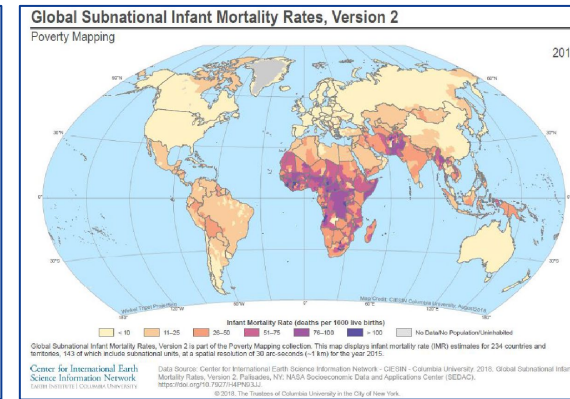 Global Subnational Infant Mortality Rates, Version 2
Poverty Mapping
201
60°N
60°N
30°N
30°N
0°
0°
30°S
30°S
0°
60°E
Infant Mortality Rate (deaths per 1000 live births)
< 10
11–25
26–50
51–75
76–100
> 100
No Data/No Population/Uninhabited
Global Subnational Infant Mortality Rates, Version 2 is part of the Poverty Mapping collection. This map displays infant mortality rate (IMR) estimates for 234 countries and
territories, 143 of which include subnational units, at a spatial resolution of 30 arc-seconds (~1 km) for the year 2015.
Center for International Earth
Science Information Network
EARTH INSTITUTE | COLUMBIA UNIVERSITY
Data Source: Center for International Earth Science Information Network - CIESIN - Columbia University. 2018. Global Subnational Infant
Mortality Rates, Version 2. Palisades, NY: NASA Socioeconomic Data and Applications Center (SEDAC).
© 2018. The Trustees of Columbia University in the City of New York.